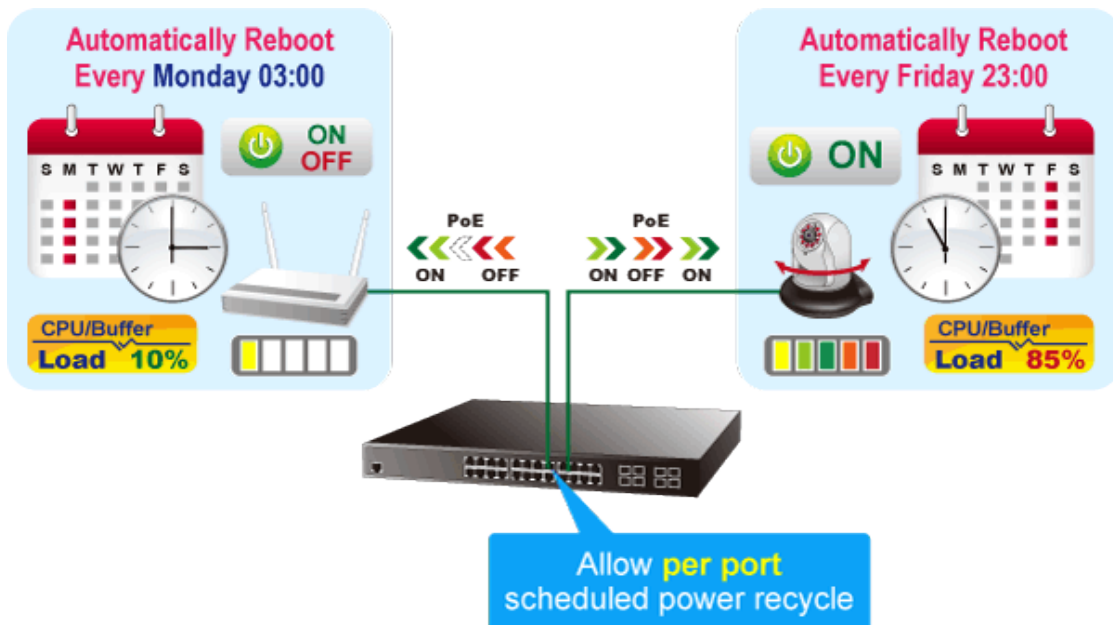 Automatically Reboot
Every Monday 03:00
S M T W T F S
ON
OFF
CPU/Buffer
Load 10%
PoE
ON OFF
PoE
ON OFF ON
Automatically Reboot
Every Friday 23:00
ON
S M T W T F S
CPU/Buffer
Load 85%
Allow per port
scheduled power recycle